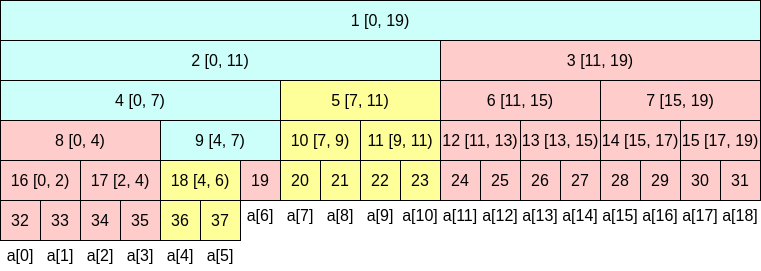 1 [0, 19)
2 [0, 11) 3 [11, 19)
4 [0, 7) 5 [7, 11) 6 [11, 15) 7 [15, 19)
8 [0, 4) 9 [4, 7) 10 [7, 9) 11 [9, 11) 12 [11, 13) 13 [13, 15) 14 [15, 17) 15 [17, 19)
16 [0, 2) 17 [2, 4) 18 [4, 6) 19 20 21 22 23 24 25 26 27 28 29 30 31
32 33 34 35 36 37 a[6] a[7] a[8] a[9] a[10] a[11] a[12] a[13] a[14] a[15] a[16] a[17] a[18]
a[0] a[1] a[2] a[3] a[4] a[5]